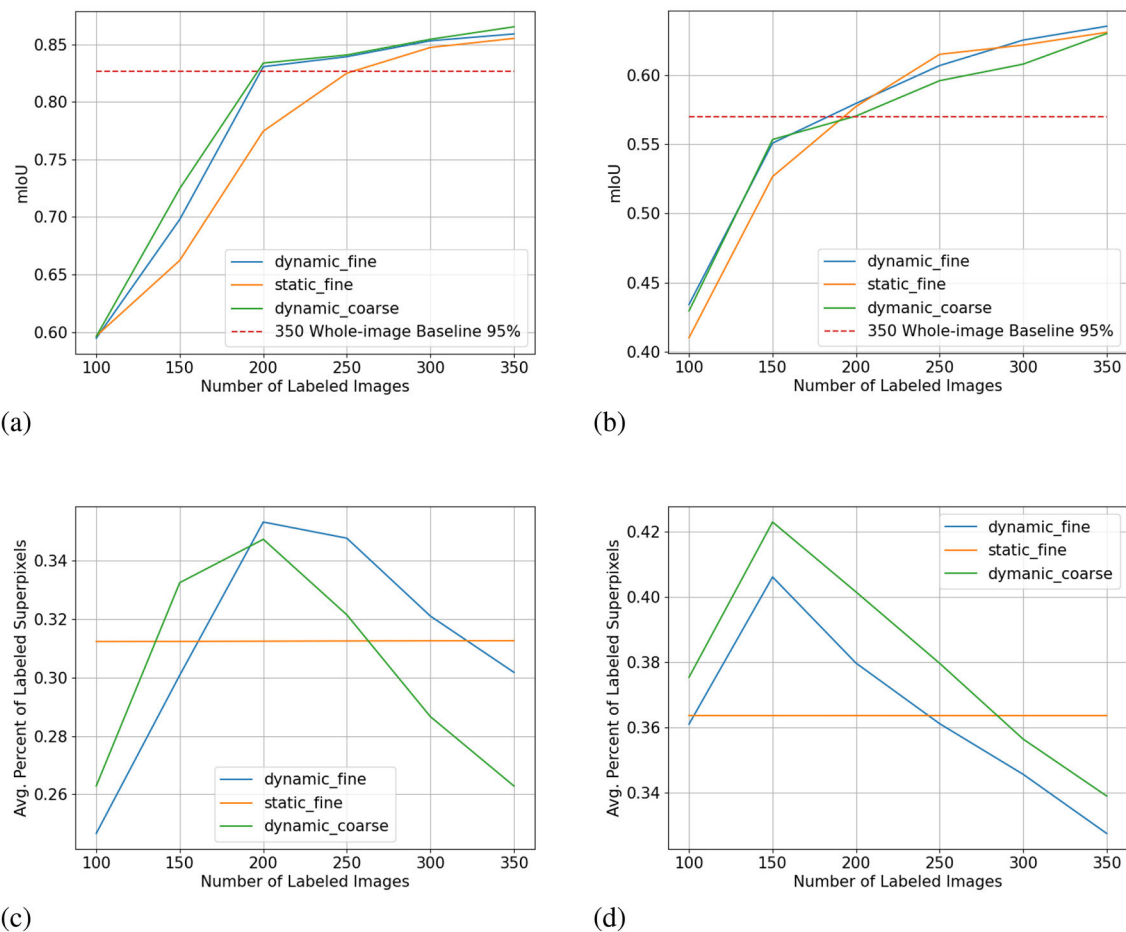 0.85
0.80
0.75
0.70
0.65
0.60
mIoU
dynamic_fine
static_fine
dynamic_coarse
350 Whole-image Baseline 95%
100 150 200 250 300 350
Number of Labeled Images
(a)
0.60
0.55
0.50
0.45
0.40
mIoU
dynamic_fine
static_fine
dymanic_coarse
350 Whole-image Baseline 95%
100 150 200 250 300 350
Number of Labeled Images
(b)
0.34
0.32
0.30
0.28
0.26
Avg. Percent of Labeled Superpixels
dynamic_fine
static_fine
dynamic_coarse
100 150 200 250 300 350
Number of Labeled Images
(c)
0.42
0.40
0.38
0.36
0.34
Avg. Percent of Labeled Superpixels
dynamic_fine
static_fine
dymanic_coarse
100 150 200 250 300 350
Number of Labeled Images
(d)